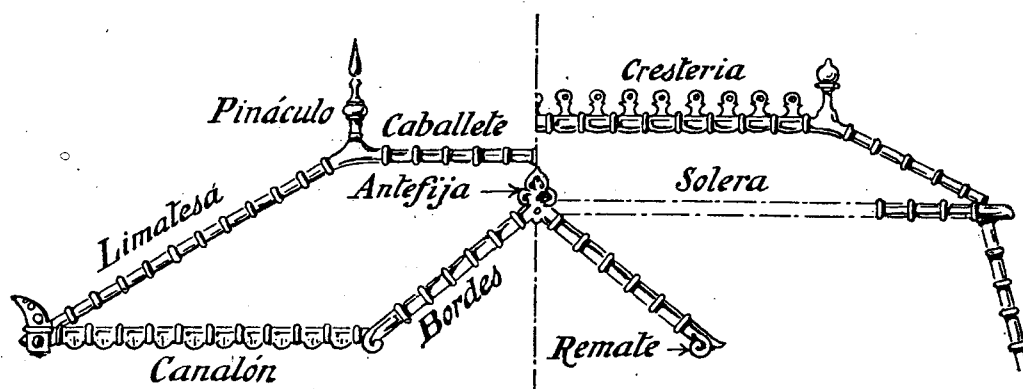 Cresteria
Pináculo
Caballete
Antefija
Solera
Limatesá
Bordes
Remate
Canalón